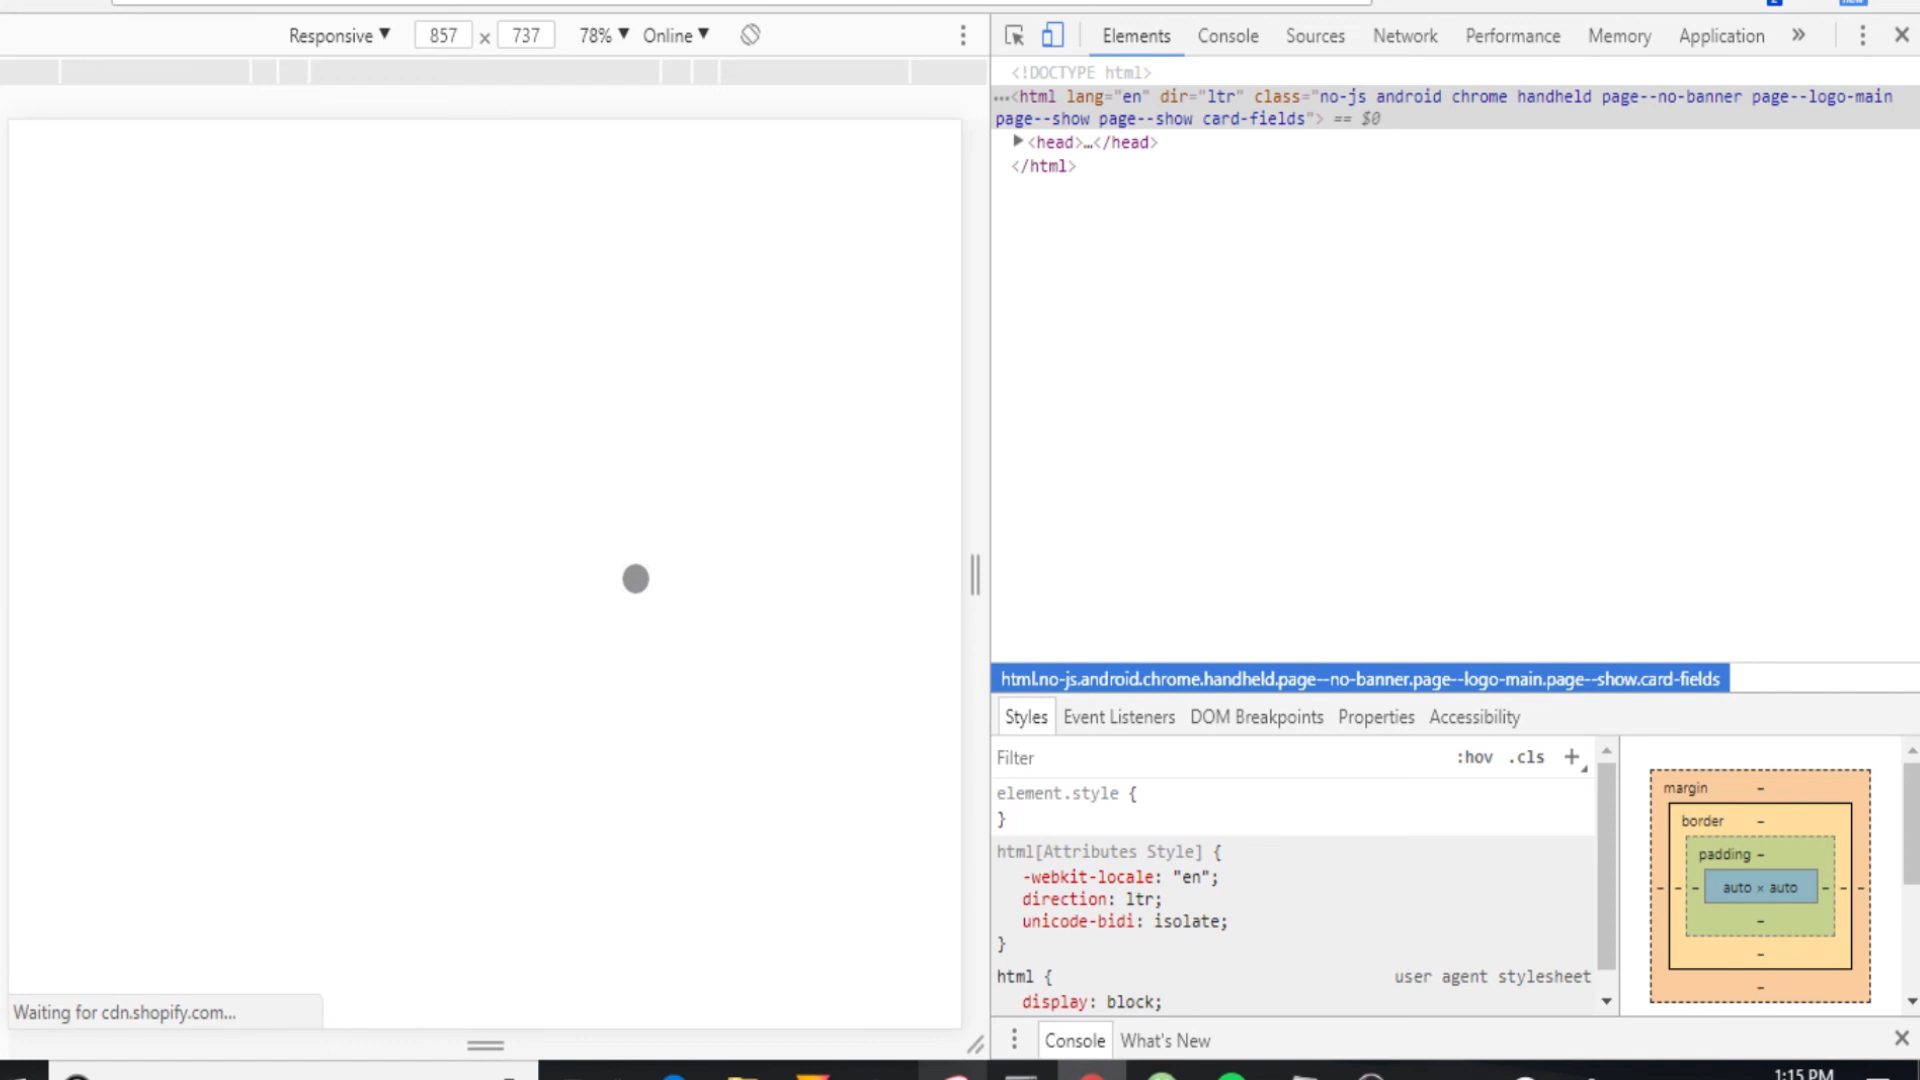 Responsive ▼ 857 × 737 78% ▼ Online ▼
Elements Console Sources Network Performance Memory Application »
<!DOCTYPE html>
…<html lang="en" dir="ltr" class="no-js android chrome handheld page--no-banner page--logo-main
page--show page--show card-fields"> == $0
▶<head>…</head>
</html>
html.no-js.android.chrome.handheld.page--no-banner.page--logo-main.page--show.card-fields
Styles Event Listeners DOM Breakpoints Properties Accessibility
Filter :hov .cls +
element.style {
}
html[Attributes Style] {
-webkit-locale: "en";
direction: ltr;
unicode-bidi: isolate;
}
html { user agent stylesheet
display: block;
margin –
border –
padding –
– – – auto × auto – – –
–
–
–
Waiting for cdn.shopify.com...
Console What's New
1:15 PM